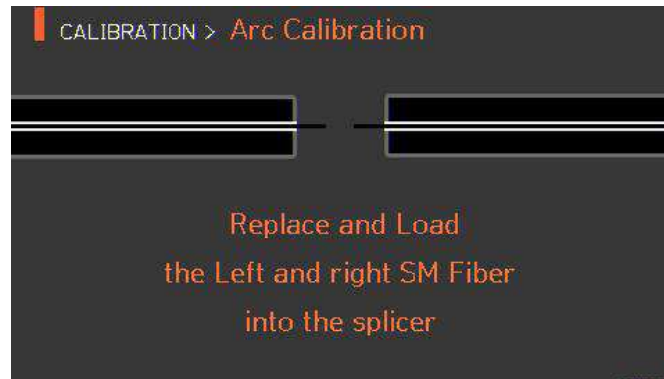 CALIBRATION > Arc Calibration
Replace and Load
the Left and right SM Fiber
into the splicer